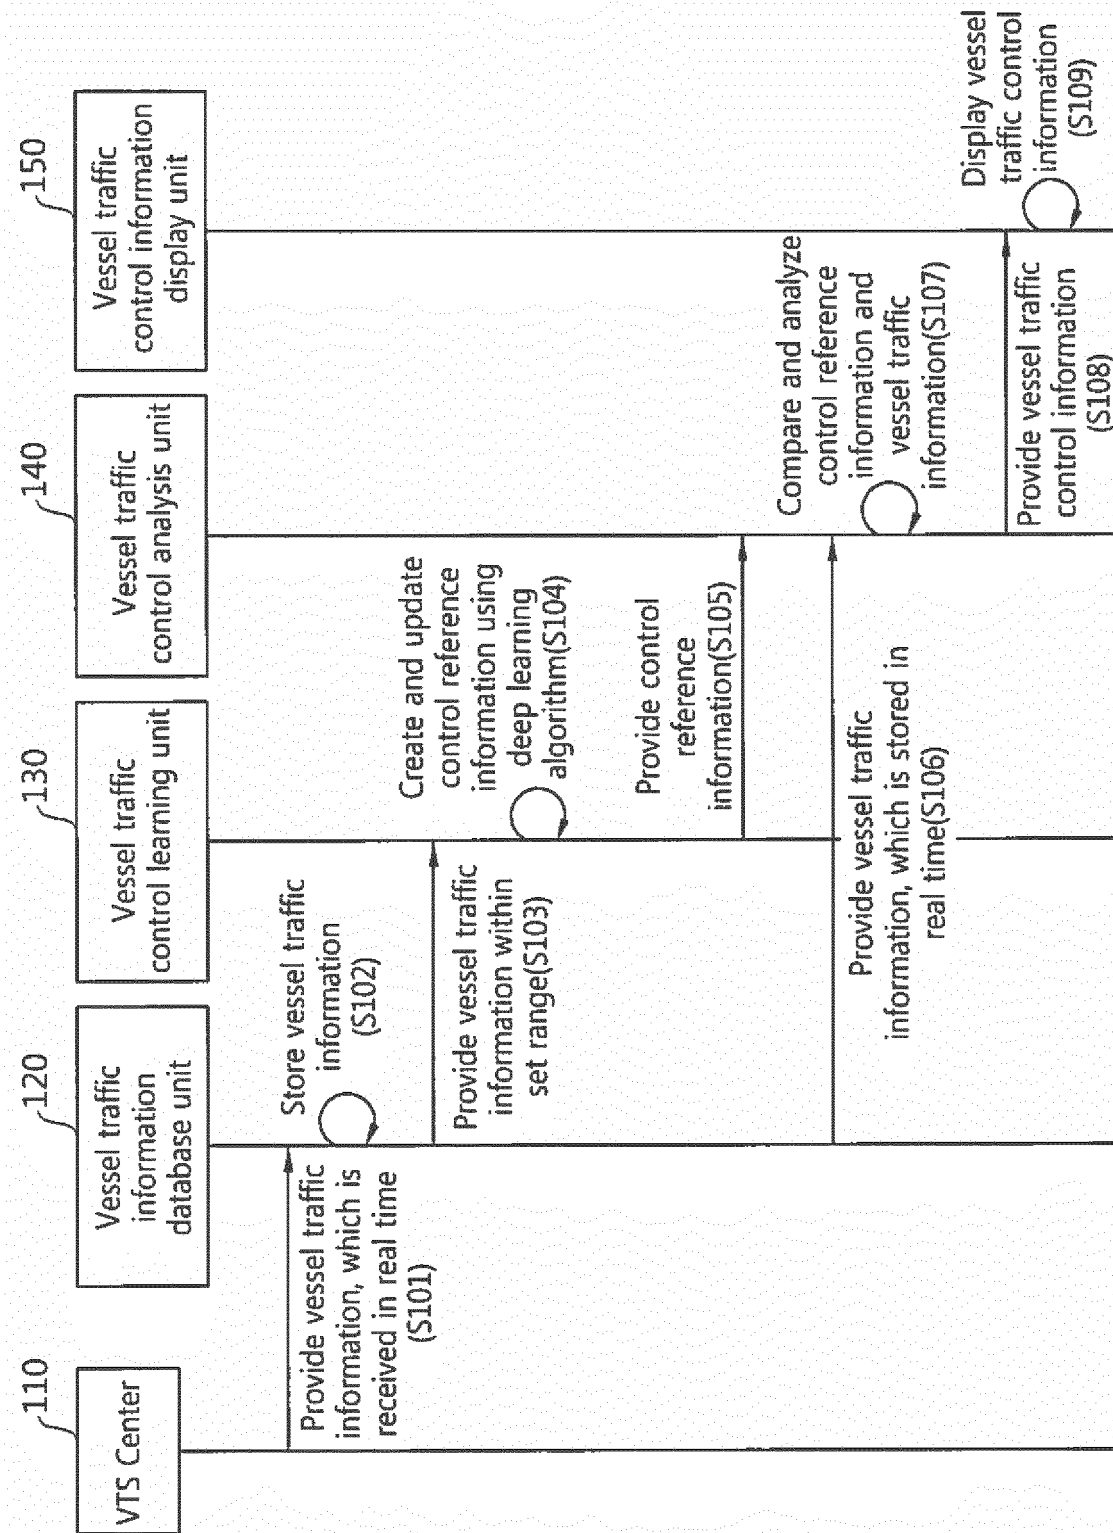 110
VTS Center
120
Vessel traffic
information
database unit
130
Vessel traffic
control learning unit
140
Vessel traffic
control analysis unit
150
Vessel traffic
control information
display unit
Provide vessel traffic
information, which is
received in real time
(S101)
Store vessel traffic
information
(S102)
Provide vessel traffic
information within
set range(S103)
Create and update
control reference
information using
deep learning
algorithm(S104)
Provide control
reference
information(S105)
Provide vessel traffic
information, which is stored in
real time(S106)
Compare and analyze
control reference
information and
vessel traffic
information(S107)
Provide vessel traffic
control information
(S108)
Display vessel
traffic control
information
(S109)